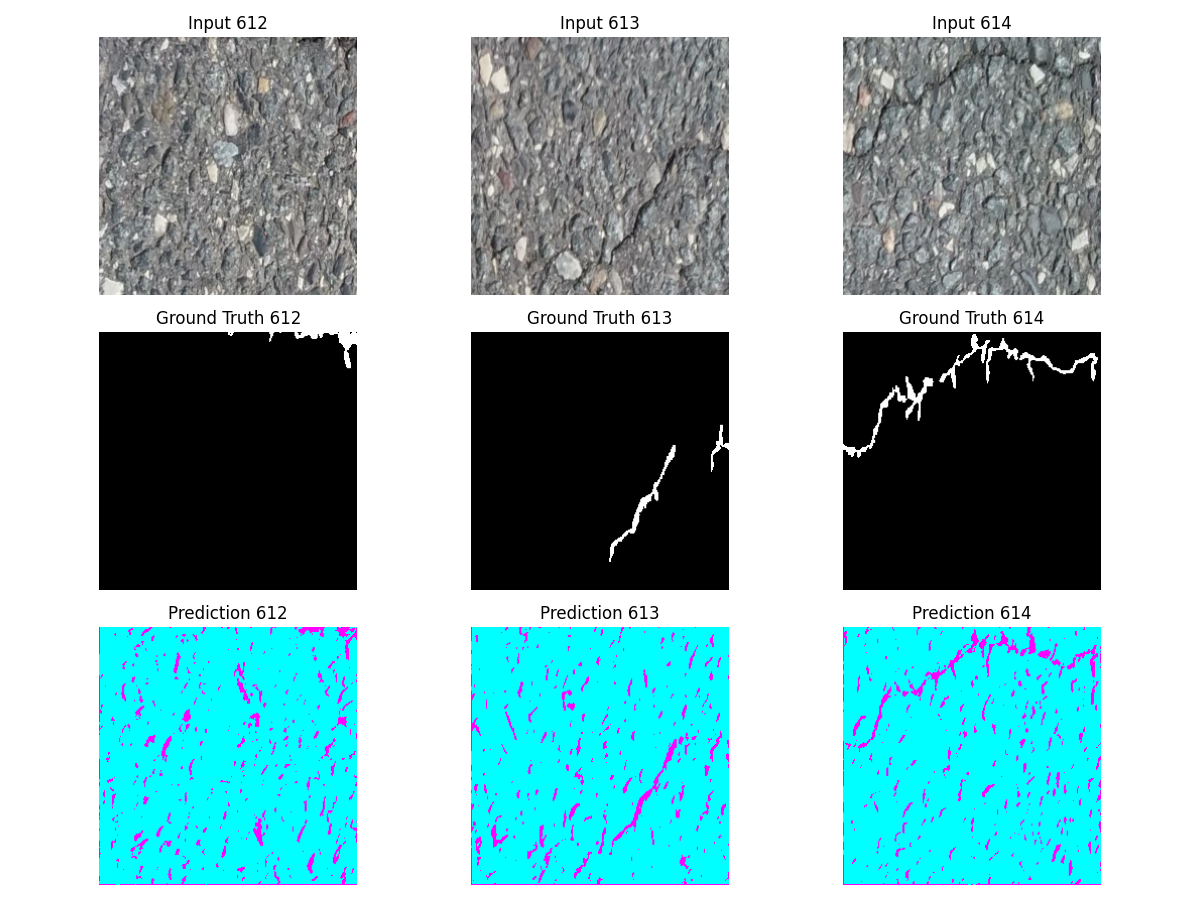 Input 612
Input 613
Input 614
Ground Truth 612
Ground Truth 613
Ground Truth 614
Prediction 612
Prediction 613
Prediction 614